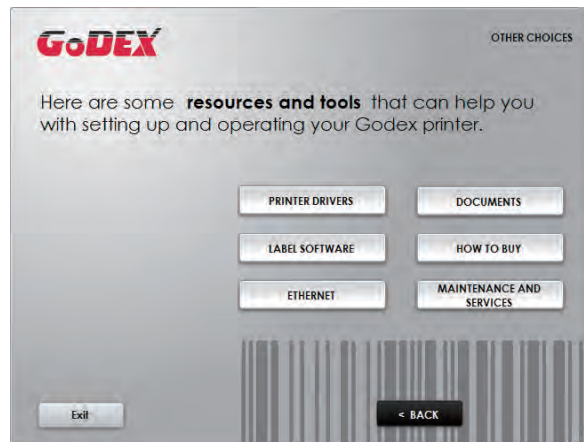 GoDEX
OTHER CHOICES
Here are some resources and tools that can help you
with setting up and operating your Godex printer.
PRINTER DRIVERS
DOCUMENTS
LABEL SOFTWARE
HOW TO BUY
ETHERNET
MAINTENANCE AND
SERVICES
Exit
< BACK